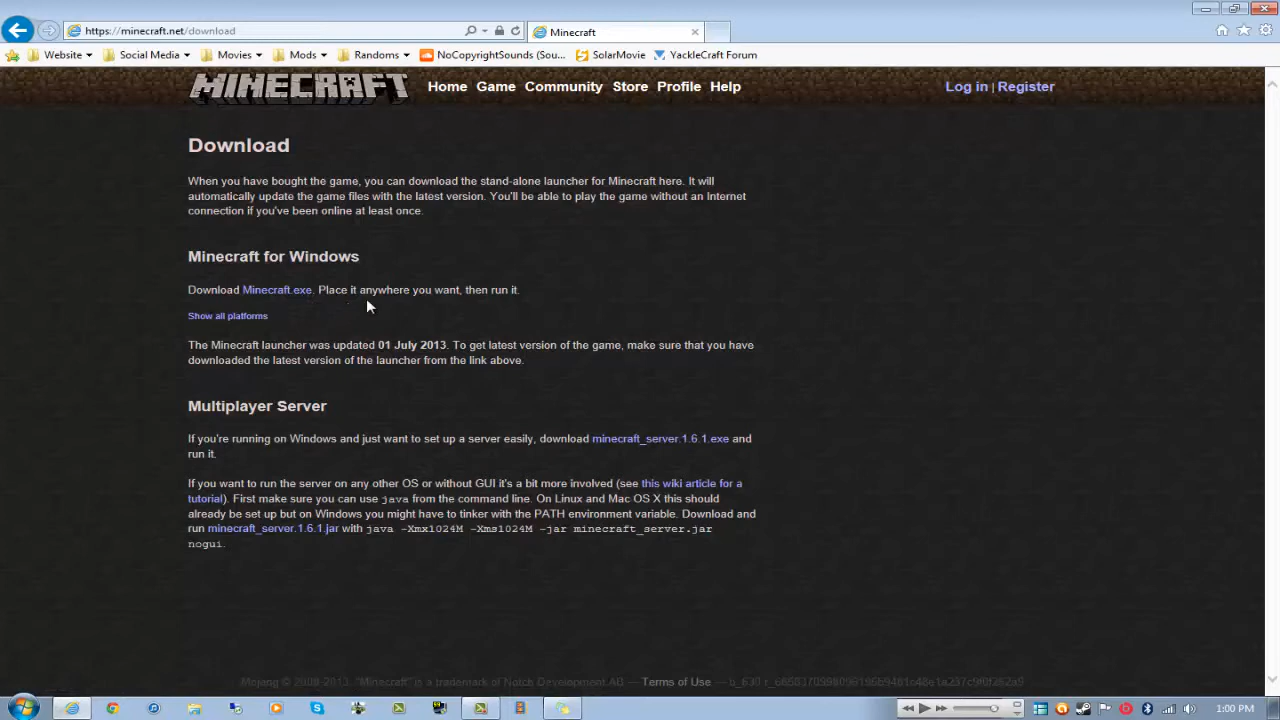 https://minecraft.net/download
Minecraft
Website
Social Media
Movies
Mods
Randoms
NoCopyrightSounds (Sou...
SolarMovie
YackleCraft Forum
MINECRAFT
Home Game Community Store Profile Help
Log in | Register
Download
When you have bought the game, you can download the stand-alone launcher for Minecraft here. It will
automatically update the game files with the latest version. You'll be able to play the game without an Internet
connection if you've been online at least once.
Minecraft for Windows
Download Minecraft.exe. Place it anywhere you want, then run it.
Show all platforms
The Minecraft launcher was updated 01 July 2013. To get latest version of the game, make sure that you have
downloaded the latest version of the launcher from the link above.
Multiplayer Server
If you're running on Windows and just want to set up a server easily, download minecraft_server.1.6.1.exe and
run it.
If you want to run the server on any other OS or without GUI it's a bit more involved (see this wiki article for a
tutorial). First make sure you can use java from the command line. On Linux and Mac OS X this should
already be set up but on Windows you might have to tinker with the PATH environment variable. Download and
run minecraft_server.1.6.1.jar with java -Xmx1024M -Xms1024M -jar minecraft_server.jar
nogui.
Mojang © 2009-2013. "Minecraft" is a trademark of Notch Development AB — Terms of Use —
1:00 PM